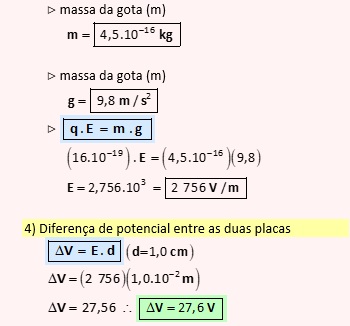 ▷ massa da gota (m)
m = 4,5.10⁻¹⁶ kg
▷ massa da gota (m)
g = 9,8 m / s²
▷ q . E = m . g
(16.10⁻¹⁹) . E = (4,5.10⁻¹⁶)(9,8)
E = 2,756.10³ = 2 756 V / m
4) Diferença de potencial entre as duas placas
ΔV = E . d (d=1,0 cm)
ΔV = (2 756)(1,0.10⁻² m)
ΔV = 27,56 ∴ ΔV = 27,6 V